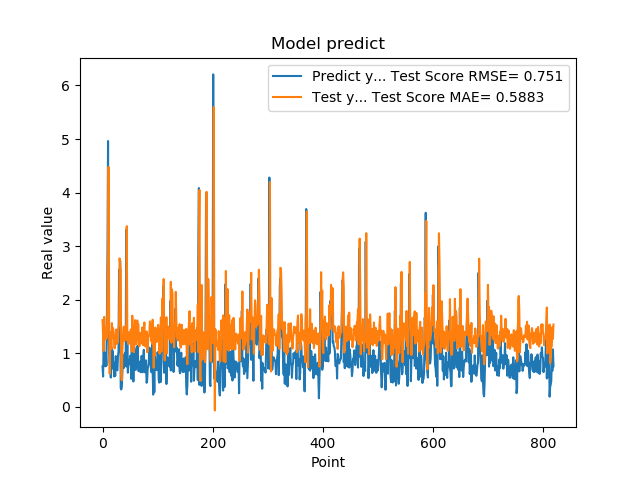 Model predict
Predict y... Test Score RMSE= 0.751
Test y... Test Score MAE= 0.5883
Real value
6
5
4
3
2
1
0
0 200 400 600 800
Point